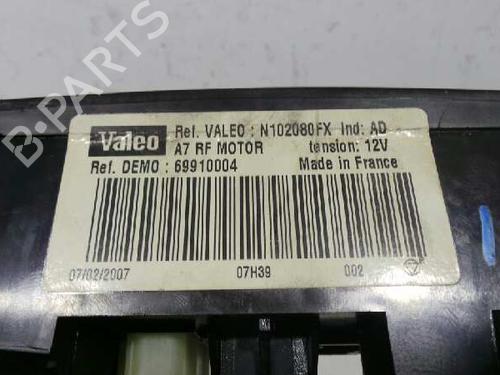 Valeo
Ref. VALEO : N102080FX Ind: AD
A7 RF MOTOR tension: 12V
Ref. DEMO : 69910004 Made in France
07/02/2007 07H39 002
B-PARTS